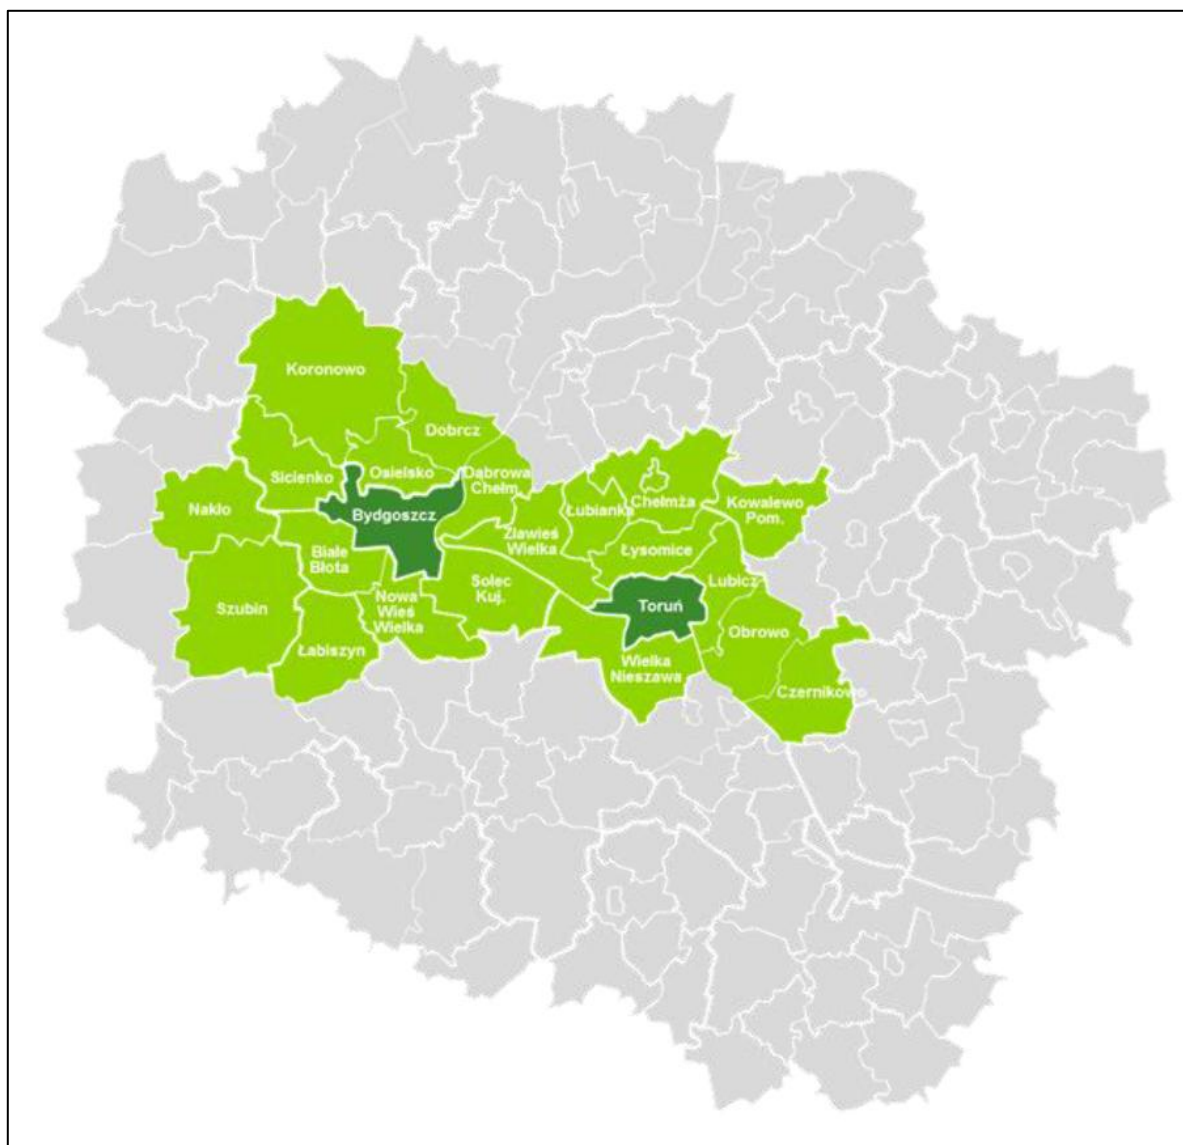 Koronowo
Dobrcz
Sicienko
Osielsko
Dąbrowa
Chełm.
Nakło
Bydgoszcz
Łubianka
Chełmża
Kowalewo
Pom.
Zławieś
Wielka
Łysomice
Białe
Błota
Szubin
Nowa
Wieś
Wielka
Solec
Kuj.
Toruń
Lubicz
Obrowo
Łabiszyn
Wielka
Nieszawa
Czernikowo